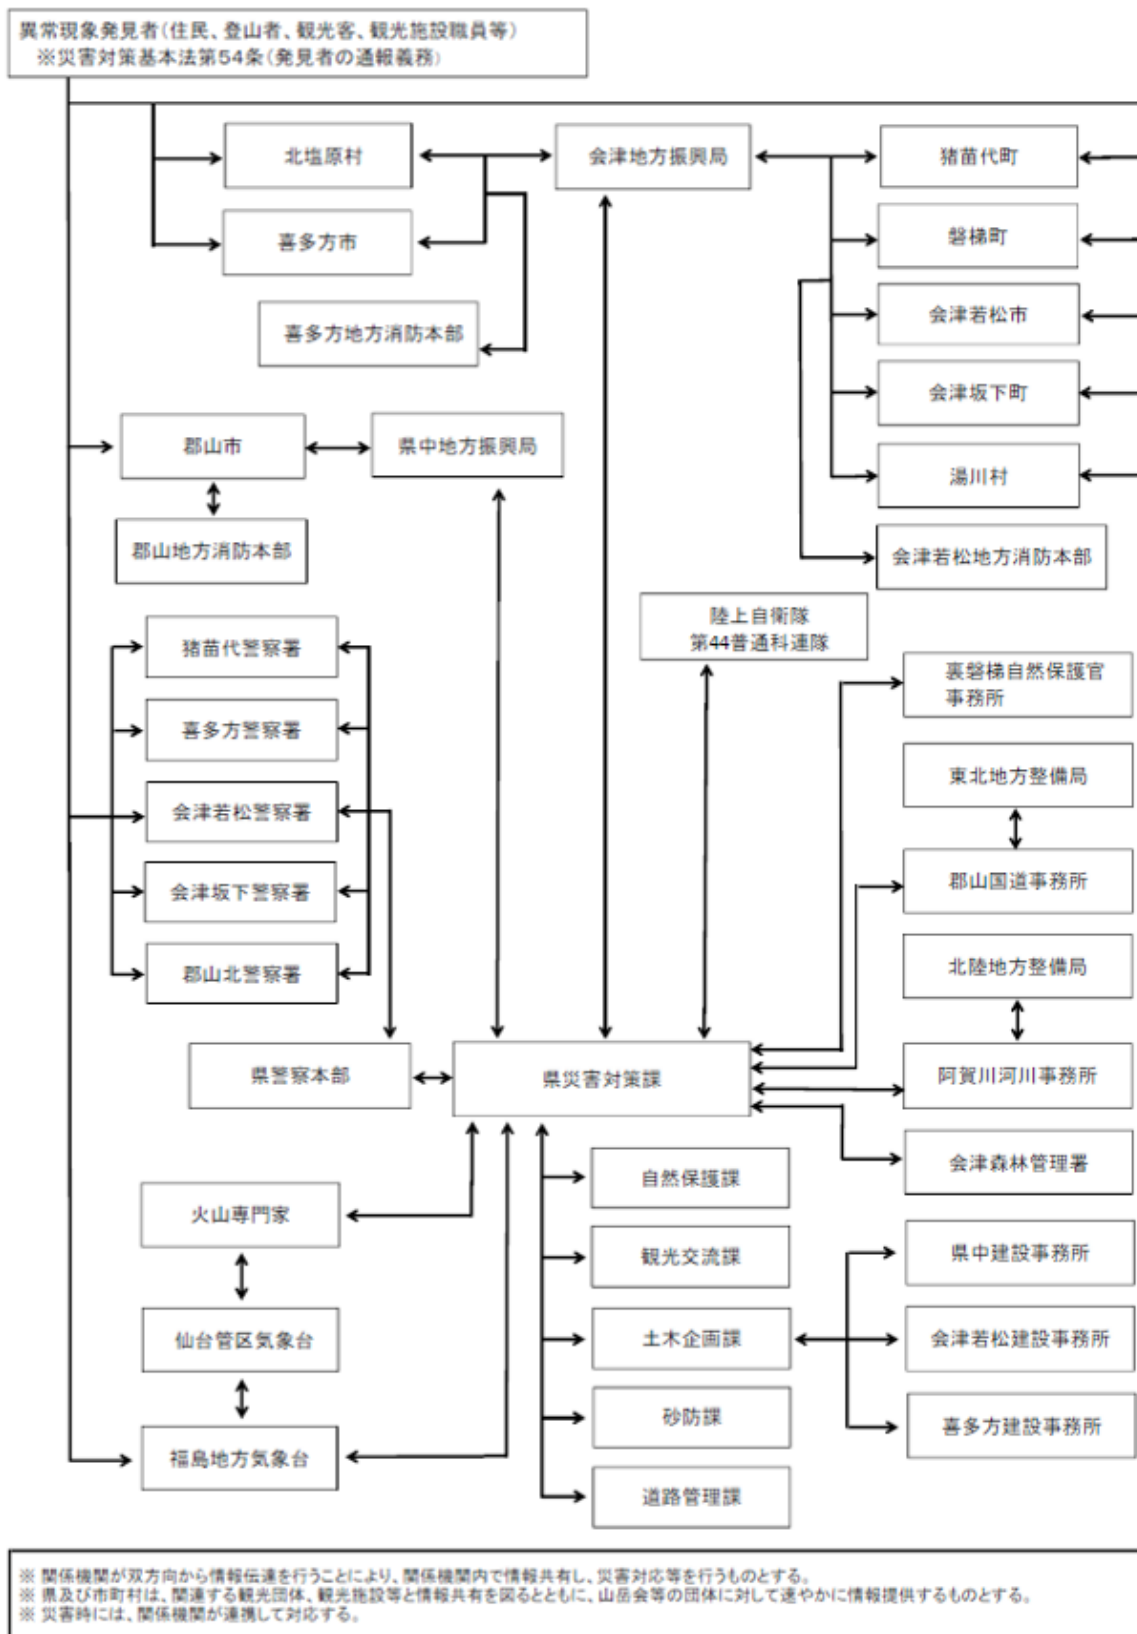 異常現象発見者(住民、登山者、観光客、観光施設職員等)
※災害対策基本法第54条(発見者の通報義務)
北塩原村
会津地方振興局
猪苗代町
喜多方市
磐梯町
喜多方地方消防本部
会津若松市
会津坂下町
郡山市
県中地方振興局
湯川村
郡山地方消防本部
会津若松地方消防本部
陸上自衛隊
第44普通科連隊
猪苗代警察署
裏磐梯自然保護官
事務所
喜多方警察署
東北地方整備局
会津若松警察署
会津坂下警察署
郡山国道事務所
郡山北警察署
北陸地方整備局
県警察本部
県災害対策課
阿賀川河川事務所
会津森林管理署
自然保護課
火山専門家
観光交流課
県中建設事務所
仙台管区気象台
土木企画課
会津若松建設事務所
砂防課
喜多方建設事務所
福島地方気象台
道路管理課
※ 関係機関が双方向から情報伝達を行うことにより、関係機関内で情報共有し、災害対応等を行うものとする。
※ 県及び市町村は、関連する観光団体、観光施設等と情報共有を図るとともに、山岳会等の団体に対して速やかに情報提供するものとする。
※ 災害時には、関係機関が連携して対応する。